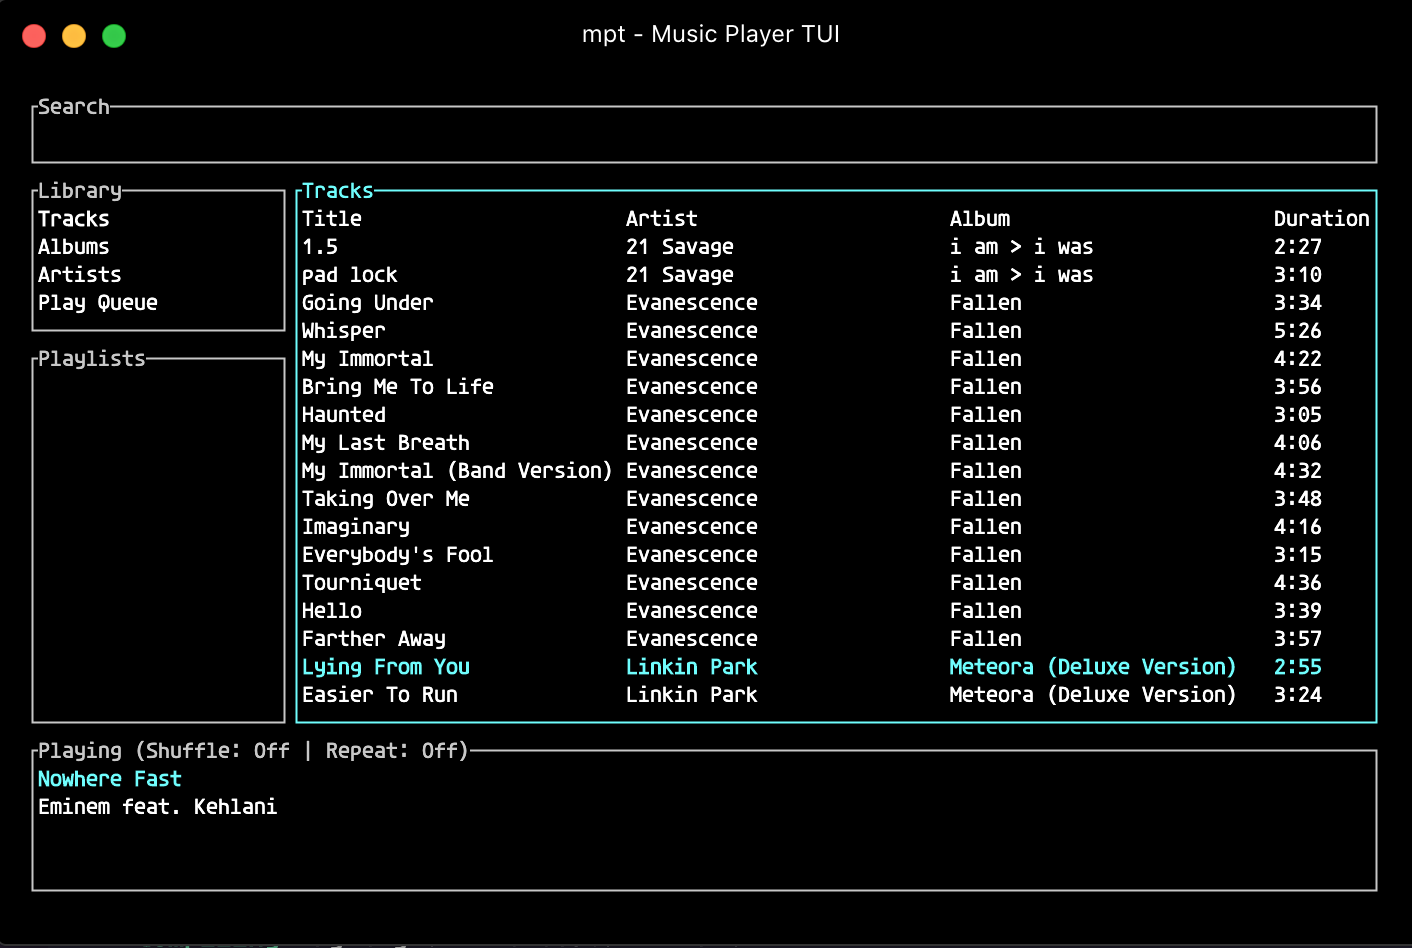 mpt - Music Player TUI
Search
Library
Tracks
Albums
Artists
Play Queue
Playlists
Tracks
Title Artist Album Duration
1.5 21 Savage i am > i was 2:27
pad lock 21 Savage i am > i was 3:10
Going Under Evanescence Fallen 3:34
Whisper Evanescence Fallen 5:26
My Immortal Evanescence Fallen 4:22
Bring Me To Life Evanescence Fallen 3:56
Haunted Evanescence Fallen 3:05
My Last Breath Evanescence Fallen 4:06
My Immortal (Band Version) Evanescence Fallen 4:32
Taking Over Me Evanescence Fallen 3:48
Imaginary Evanescence Fallen 4:16
Everybody's Fool Evanescence Fallen 3:15
Tourniquet Evanescence Fallen 4:36
Hello Evanescence Fallen 3:39
Farther Away Evanescence Fallen 3:57
Lying From You Linkin Park Meteora (Deluxe Version) 2:55
Easier To Run Linkin Park Meteora (Deluxe Version) 3:24
Playing (Shuffle: Off | Repeat: Off)
Nowhere Fast
Eminem feat. Kehlani